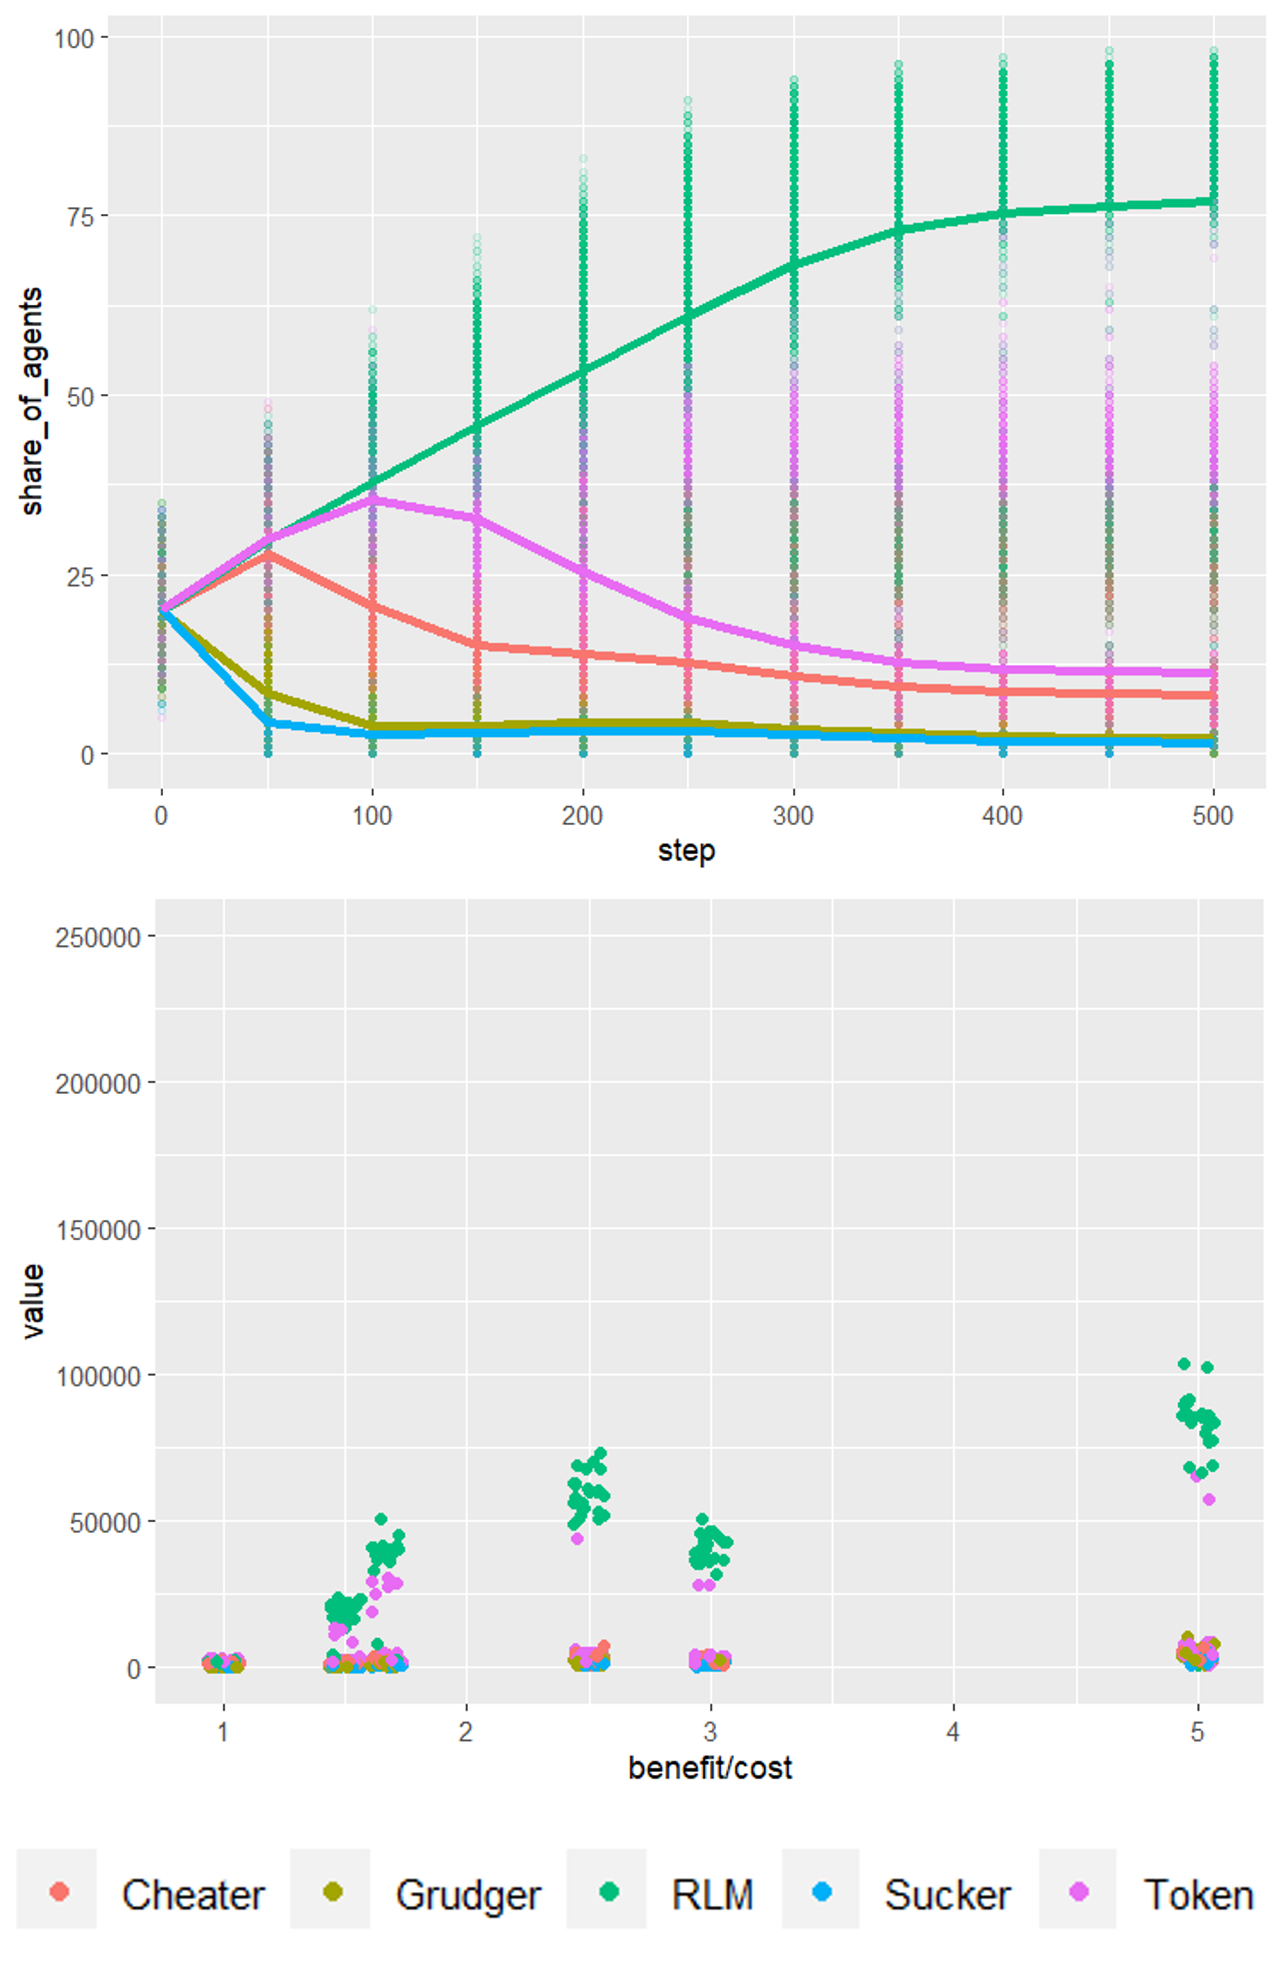 100
75
50
25
0
share_of_agents
0 100 200 300 400 500
step
250000
200000
150000
100000
50000
0
value
1 2 3 4 5
benefit/cost
Cheater Grudger RLM Sucker Token